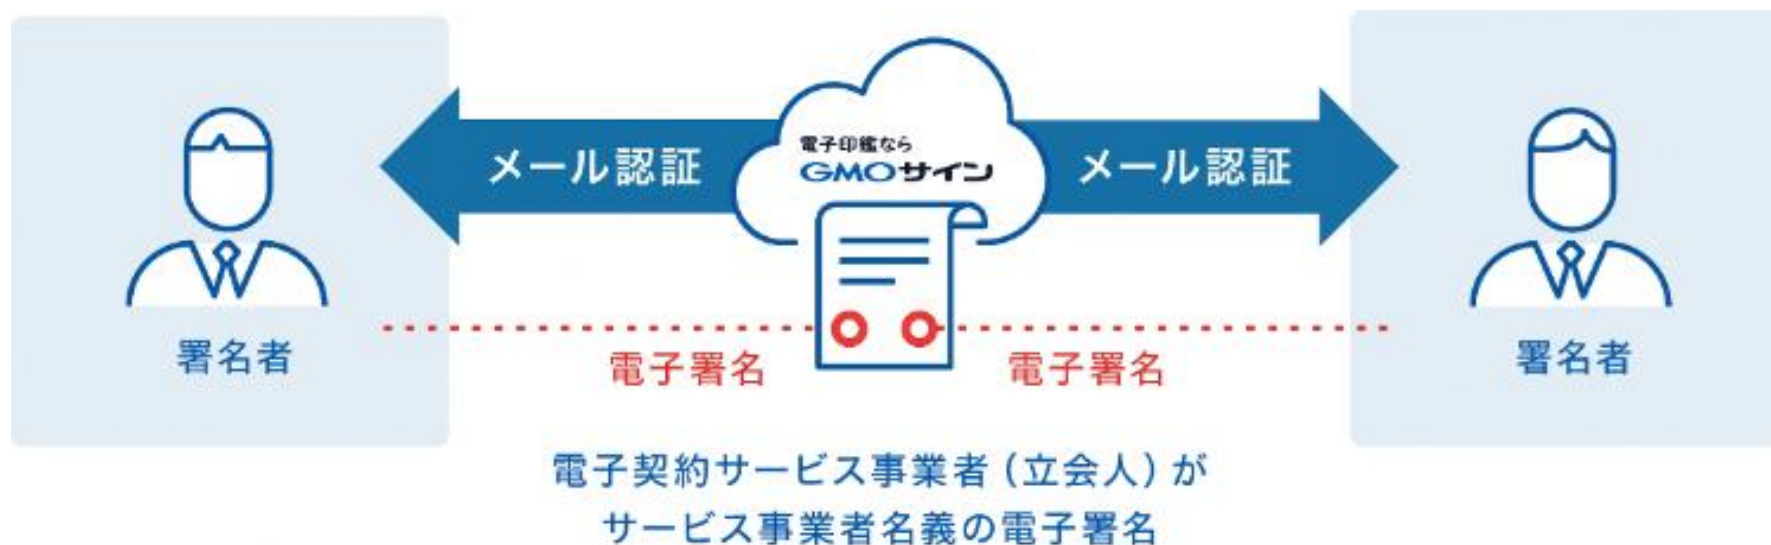 メール認証
電子印鑑なら
GMOサイン
メール認証
署名者
電子署名
電子署名
署名者
電子契約サービス事業者（立会人）が
サービス事業者名義の電子署名